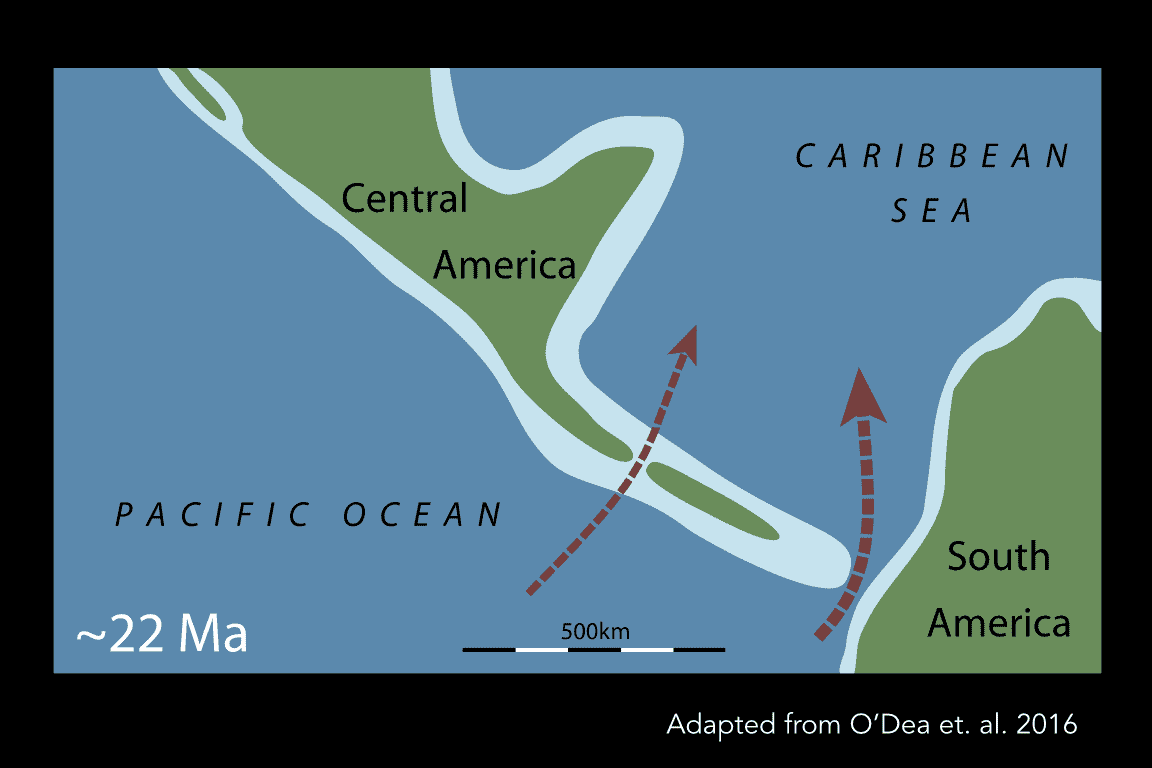 CARIBBEAN
SEA
Central
America
PACIFIC OCEAN
South
America
~22 Ma
500km
Adapted from O'Dea et. al. 2016